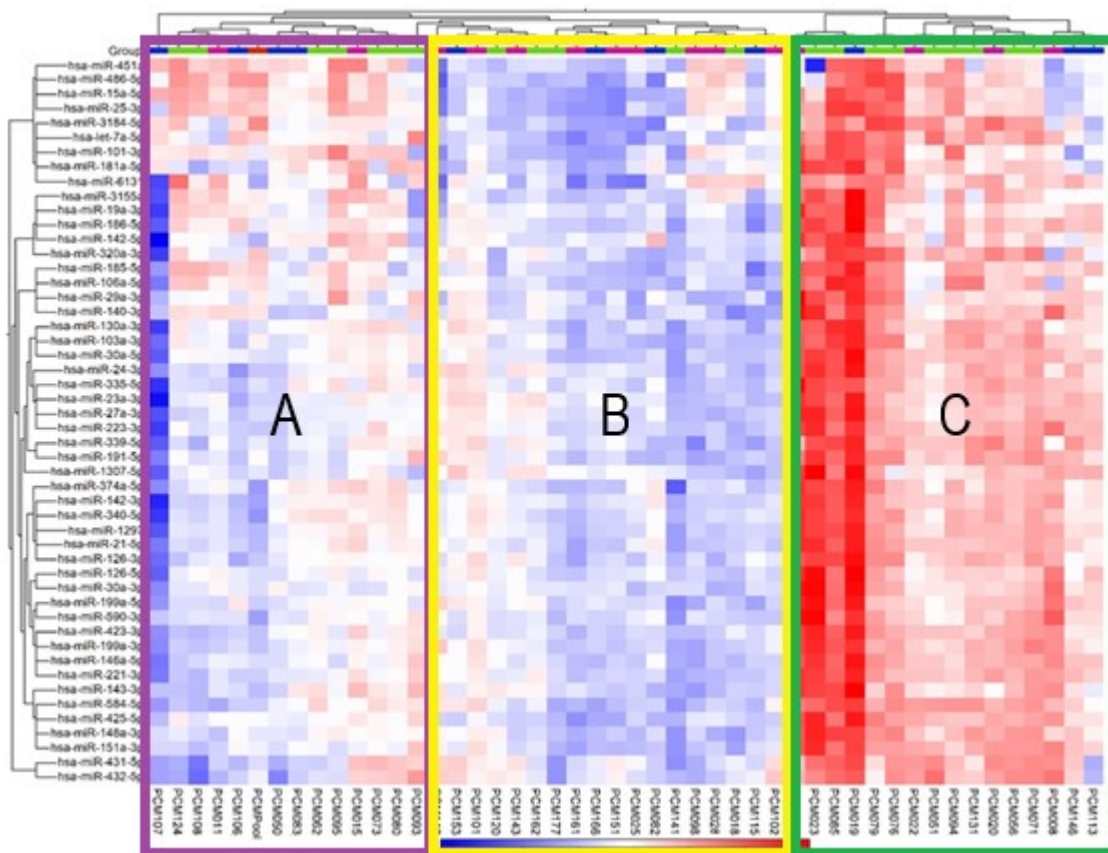 Group
hsa-miR-451a
hsa-miR-486-5p
hsa-miR-15a-5p
hsa-miR-25-3p
hsa-miR-3184-5p
hsa-let-7a-5p
hsa-miR-101-3p
hsa-miR-181a-5p
hsa-miR-6131
hsa-miR-3155a
hsa-miR-19a-3p
hsa-miR-186-5p
hsa-miR-142-5p
hsa-miR-320a-3p
hsa-miR-185-5p
hsa-miR-106a-5p
hsa-miR-29a-3p
hsa-miR-140-3p
hsa-miR-130a-3p
hsa-miR-103a-3p
hsa-miR-30a-5p
hsa-miR-24-3p
hsa-miR-335-5p
hsa-miR-23a-3p
hsa-miR-27a-3p
hsa-miR-223-3p
hsa-miR-339-5p
hsa-miR-191-5p
hsa-miR-1307-5p
hsa-miR-374a-5p
hsa-miR-142-3p
hsa-miR-340-5p
hsa-miR-1297
hsa-miR-21-5p
hsa-miR-126-3p
hsa-miR-126-5p
hsa-miR-30a-3p
hsa-miR-199a-5p
hsa-miR-590-3p
hsa-miR-423-3p
hsa-miR-199a-3p
hsa-miR-146a-5p
hsa-miR-221-3p
hsa-miR-143-3p
hsa-miR-584-5p
hsa-miR-425-5p
hsa-miR-148a-3p
hsa-miR-151a-3p
hsa-miR-431-5p
hsa-miR-432-5p
A
B
C
PCM107
PCM124
PCM108
PCM011
PCM106
PCMPool
PCM090
PCM083
PCM062
PCM095
PCM015
PCM073
PCM080
PCM093
PCM153
PCM101
PCM120
PCM143
PCM162
PCM177
PCM161
PCM166
PCM151
PCM025
PCM082
PCM141
PCM098
PCM028
PCM018
PCM115
PCM102
PCM023
PCM085
PCM019
PCM079
PCM076
PCM022
PCM051
PCM094
PCM131
PCM020
PCM056
PCM071
PCM008
PCM146
PCM113